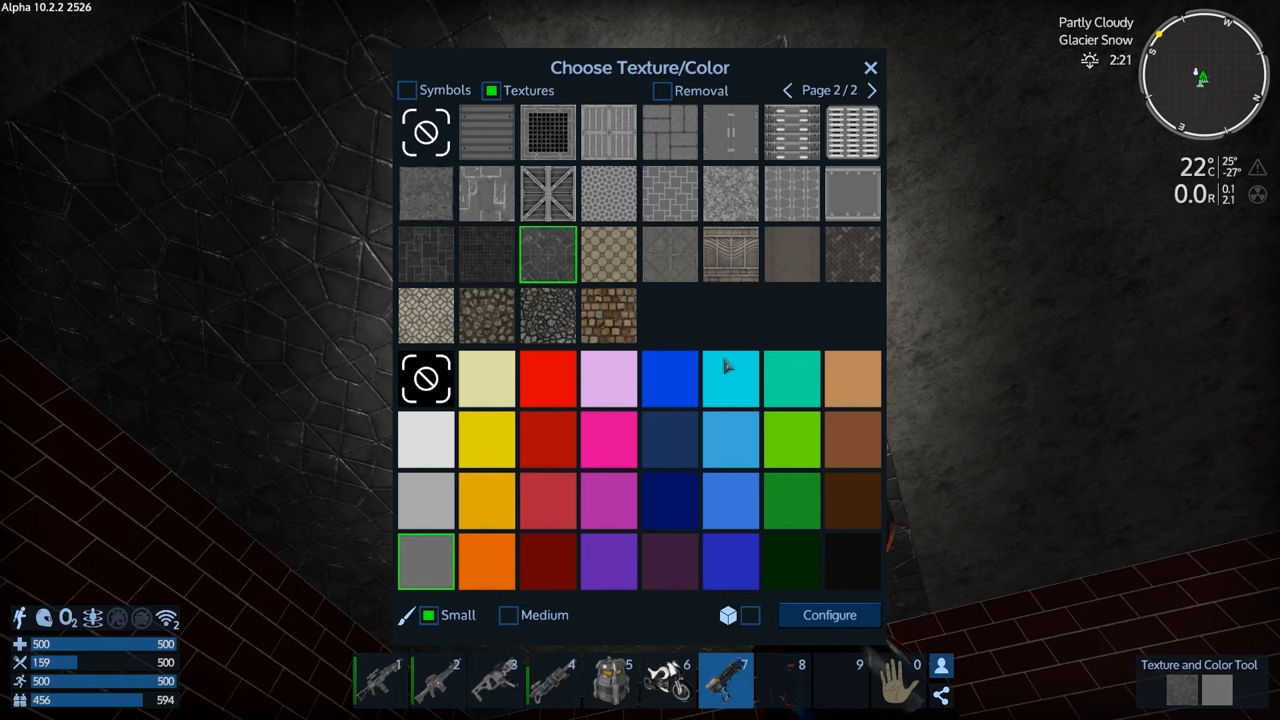 Alpha 10.2.2 2526
Partly Cloudy
Glacier Snow
2:21
W
S
N
E
22°C 25° -27°
0.0R 0.1 2.1
Choose Texture/Color
Symbols Textures Removal Page 2 / 2
Small Medium Configure
O2 2
500 500
159 500
500 500
456 594
1 2 3 4 5 6 7 8 9 0
Texture and Color Tool